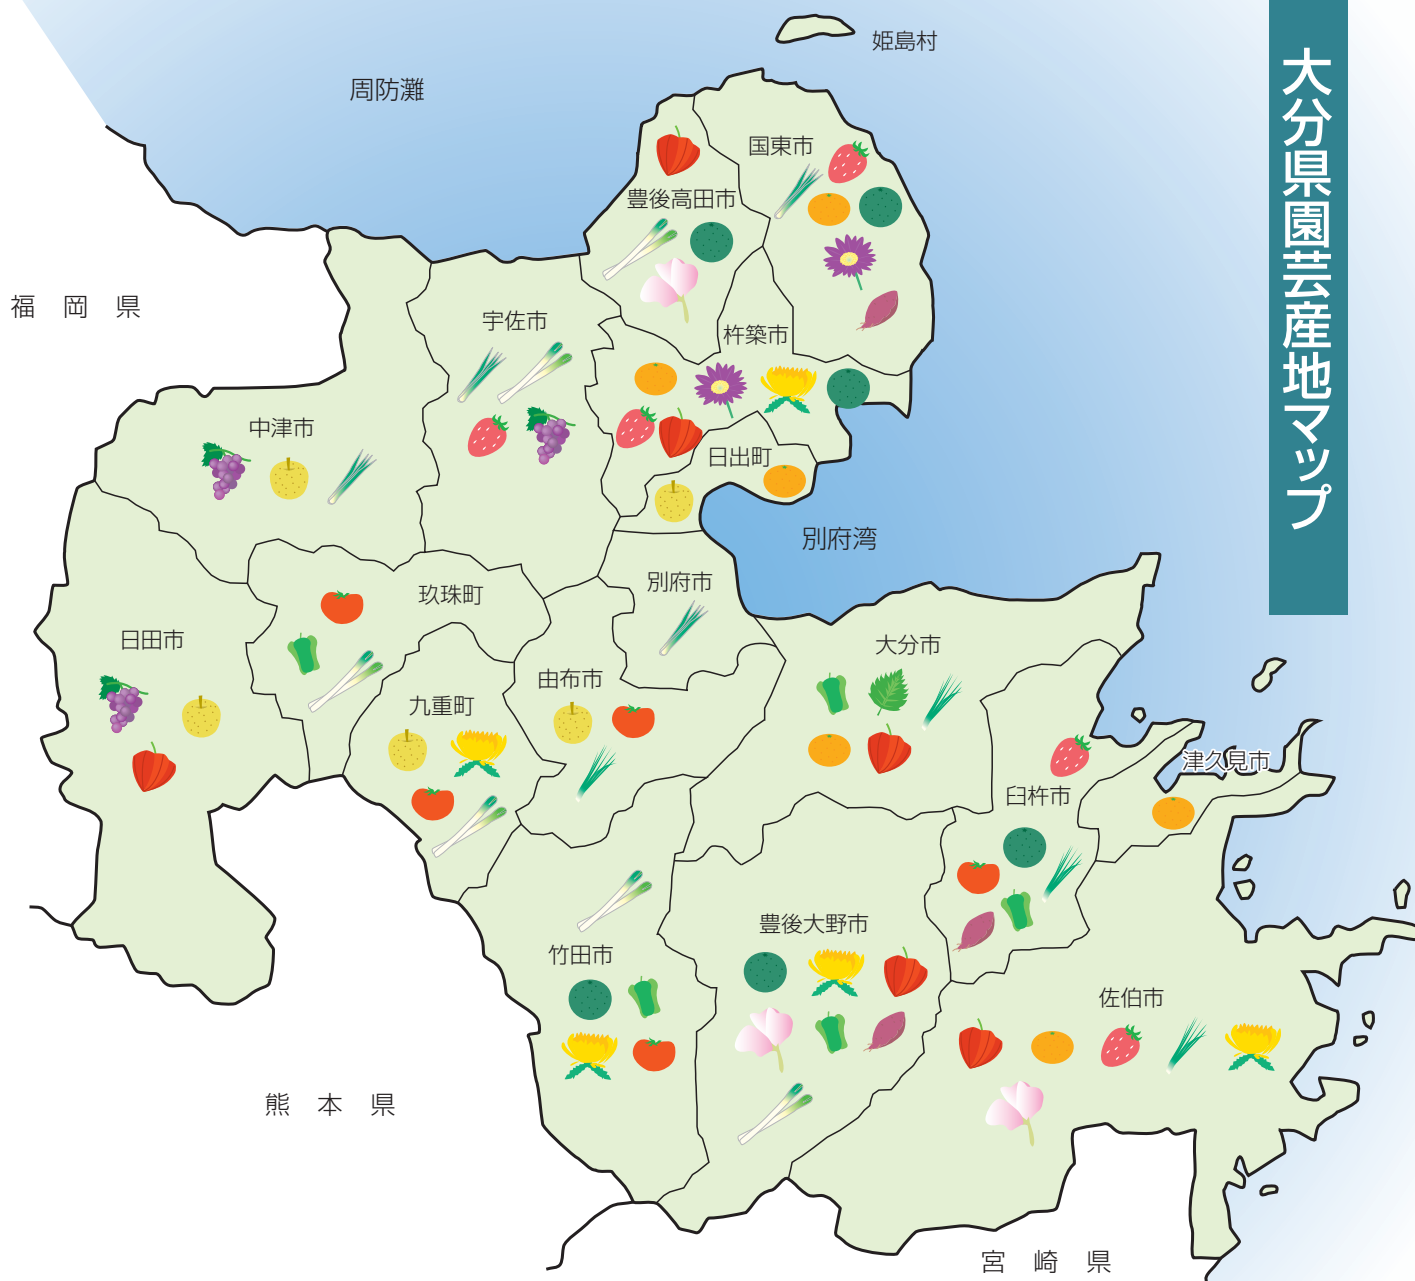 大分県園芸産地マップ
姫島村
周防灘
国東市
豊後高田市
福岡県
宇佐市
杵築市
中津市
日出町
別府湾
別府市
玖珠町
日田市
大分市
由布市
九重町
津久見市
臼杵市
豊後大野市
竹田市
佐伯市
熊本県
宮崎県